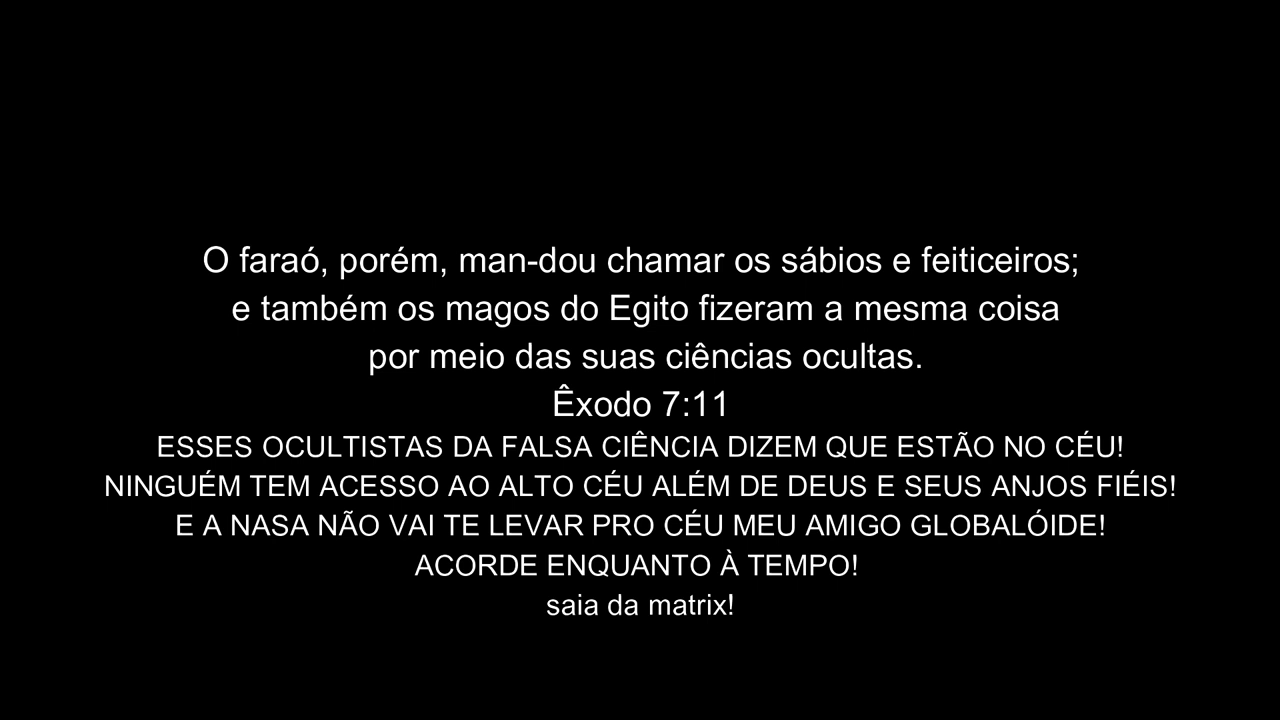 O faraó, porém, man-dou chamar os sábios e feiticeiros;
e também os magos do Egito fizeram a mesma coisa
por meio das suas ciências ocultas.
Êxodo 7:11
ESSES OCULTISTAS DA FALSA CIÊNCIA DIZEM QUE ESTÃO NO CÉU!
NINGUÉM TEM ACESSO AO ALTO CÉU ALÉM DE DEUS E SEUS ANJOS FIÉIS!
E A NASA NÃO VAI TE LEVAR PRO CÉU MEU AMIGO GLOBALÓIDE!
ACORDE ENQUANTO À TEMPO!
saia da matrix!